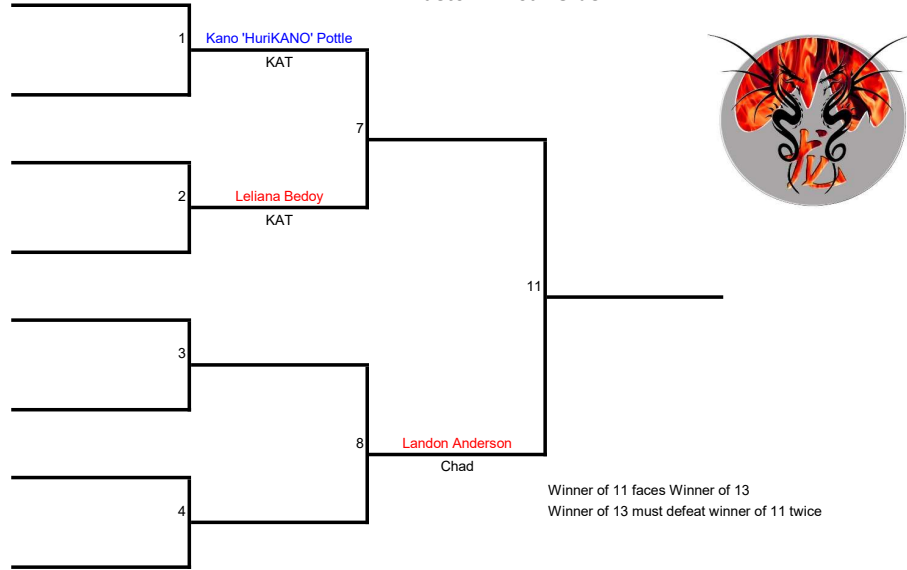 1
Kano 'HuriKANO' Pottle
KAT
7
2
Leliana Bedoy
KAT
11
3
8
Landon Anderson
Chad
Winner of 11 faces Winner of 13
4
Winner of 13 must defeat winner of 11 twice